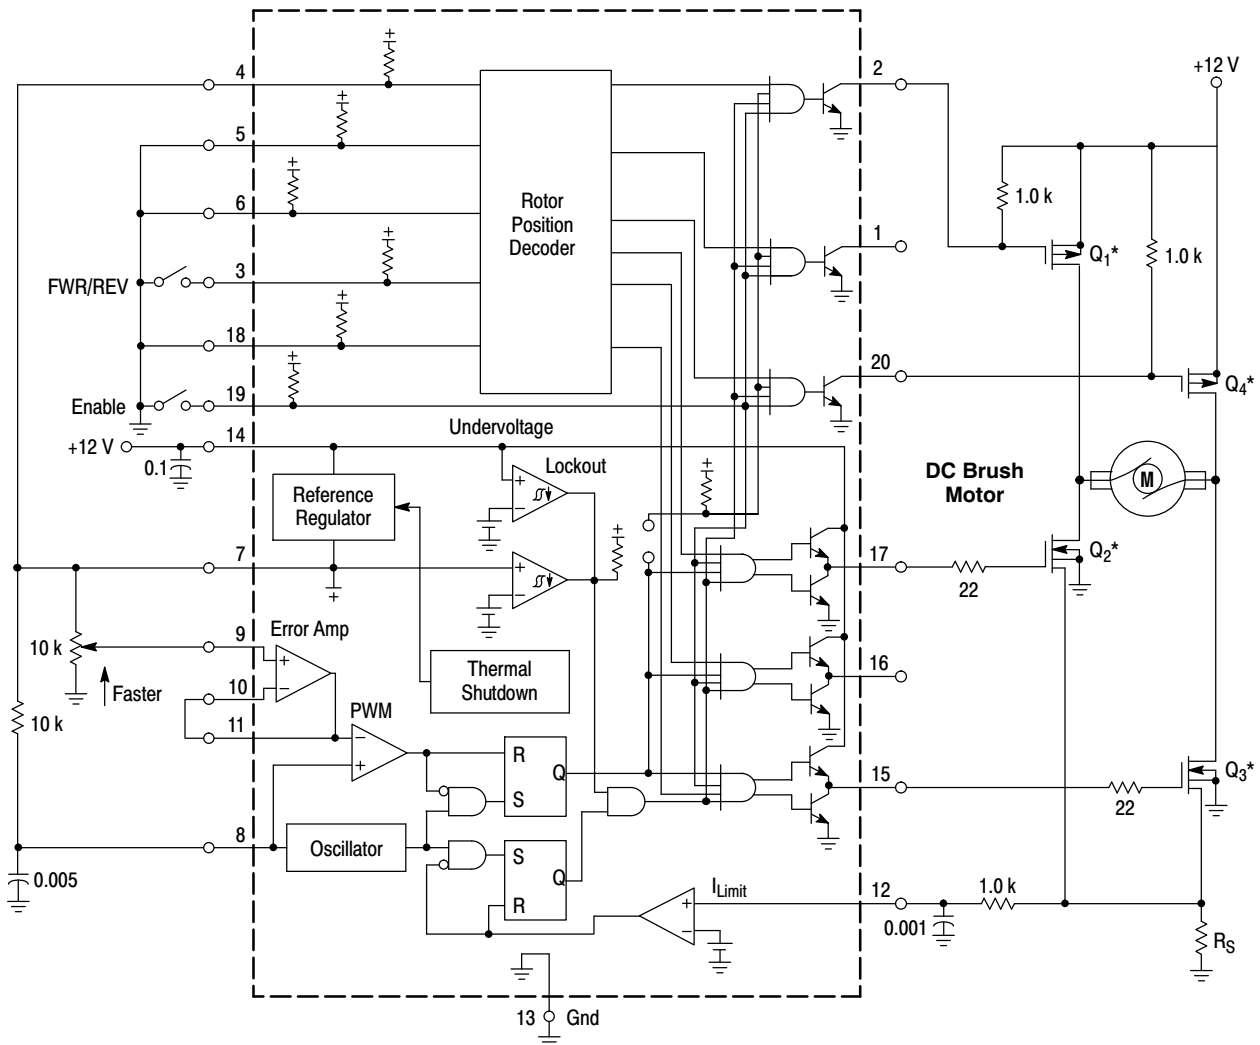 4
2
+12 V
5
6
Rotor
Position
Decoder
1.0 k
1
Q1*
1.0 k
FWR/REV
3
18
20
Q4*
Enable
19
+12 V
14
0.1
Undervoltage
Lockout
Reference
Regulator
DC Brush
Motor
M
7
17
22
Q2*
10 k
9
Error Amp
Faster
10
11
Thermal
Shutdown
16
10 k
PWM
R
Q
S
15
22
Q3*
8
Oscillator
0.005
S
Q
R
ILimit
12
1.0 k
0.001
RS
13
Gnd